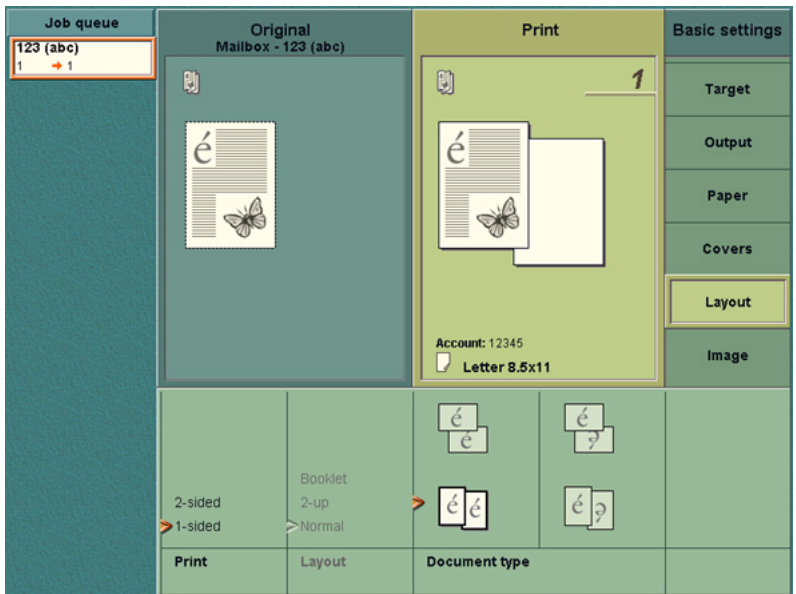 Job queue
123 (abc)
1 → 1
Original
Mailbox - 123 (abc)
é
Print
1
é
Account: 12345
Letter 8.5x11
Basic settings
Target
Output
Paper
Covers
Layout
Image
2-sided
1-sided
Print
Booklet
2-up
Normal
Layout
é é
é é
é é
é é
Document type